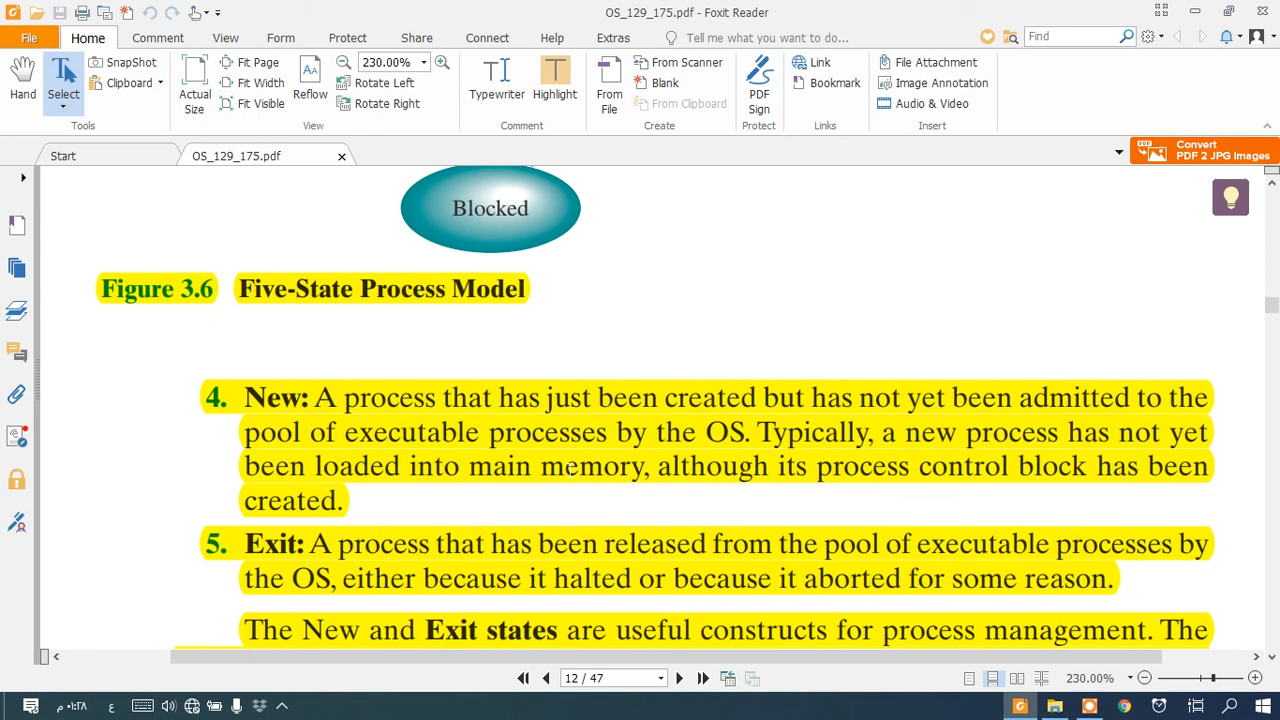 OS_129_175.pdf - Foxit Reader
File Home Comment View Form Protect Share Connect Help Extras Tell me what you want to do... Find
Hand Select SnapShot Clipboard Actual Size Fit Page Fit Width Fit Visible Reflow 230.00% Rotate Left Rotate Right Typewriter Highlight From File From Scanner Blank From Clipboard PDF Sign Link Bookmark File Attachment Image Annotation Audio & Video
Tools View Comment Create Protect Links Insert
Start OS_129_175.pdf Convert PDF 2 JPG Images
Blocked
Figure 3.6 Five-State Process Model
4. New: A process that has just been created but has not yet been admitted to the
pool of executable processes by the OS. Typically, a new process has not yet
been loaded into main memory, although its process control block has been
created.
5. Exit: A process that has been released from the pool of executable processes by
the OS, either because it halted or because it aborted for some reason.
The New and Exit states are useful constructs for process management. The
12 / 47 230.00%
م ٠١:٢٨ ع